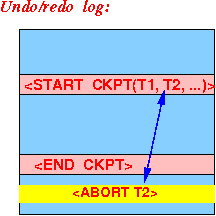 Undo/redo log:
<START CKPT(T1, T2, ...)>
<END CKPT>
<ABORT T2>